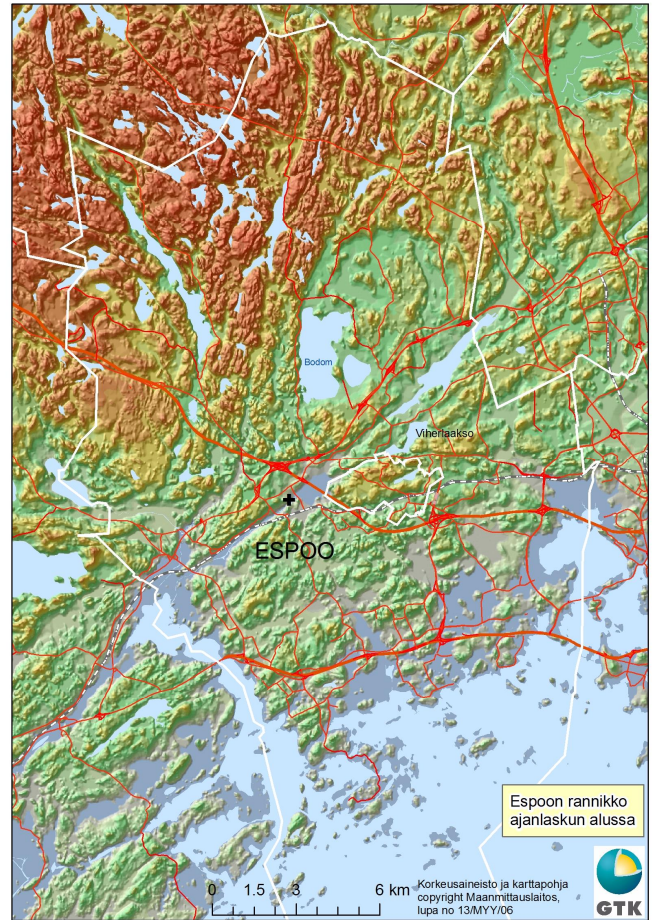 Bodom
Viherlaakso
ESPOO
Espoon rannikko
ajanlaskun alussa
0 1.5 3 6 km
Korkeusaineisto ja karttapohja
copyright Maanmittauslaitos,
lupa no 13/MYY/06
GTK